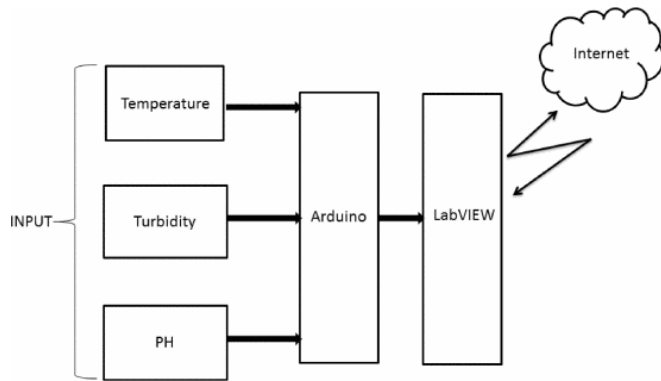 Internet
Temperature
INPUT
Turbidity
Arduino
LabVIEW
PH